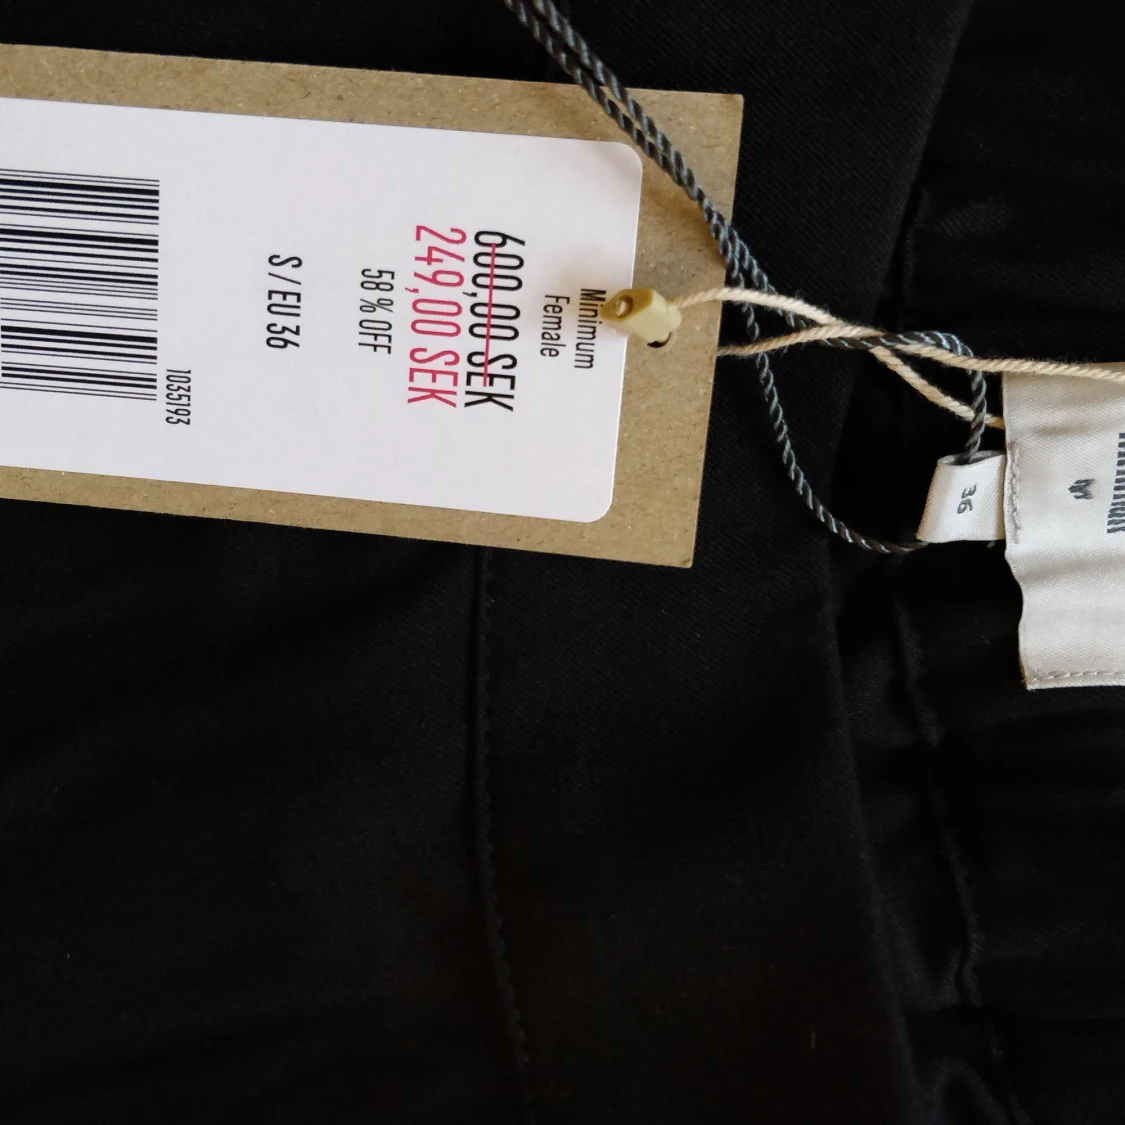 Minimum
Female
600,00 SEK
249,00 SEK
58 % OFF
S / EU 36
1035193
36